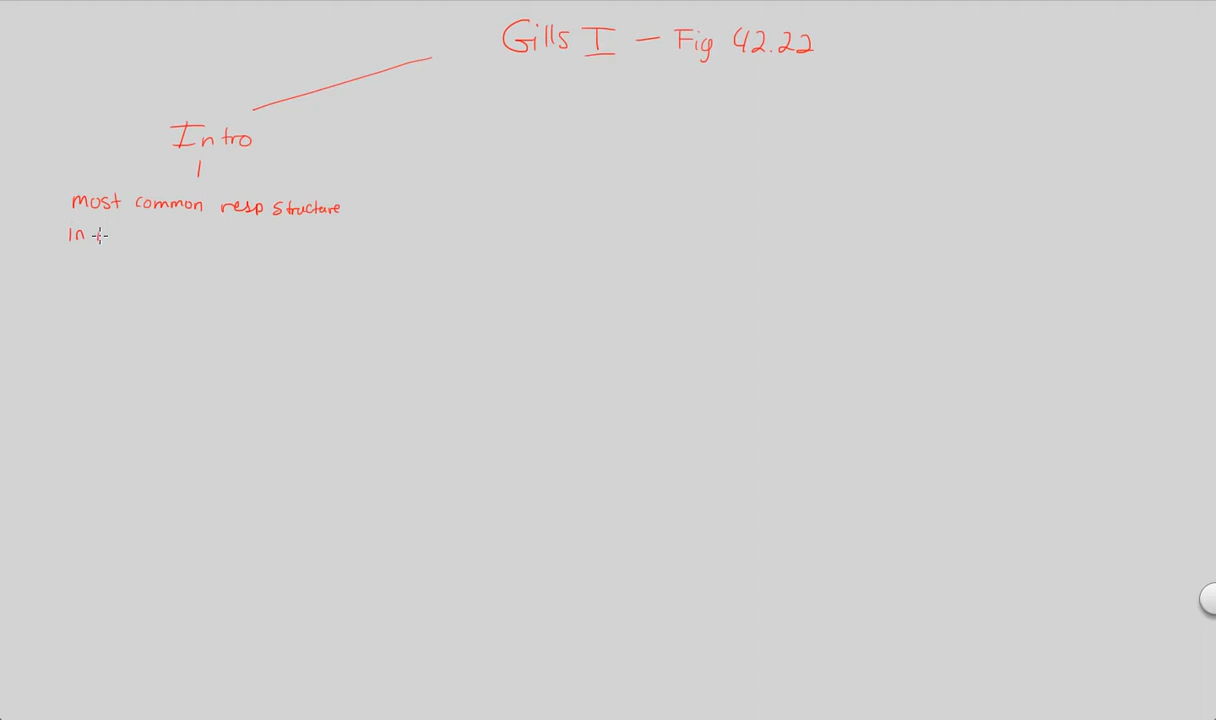 Gills I - Fig 42.22
Intro
most common resp structure
in